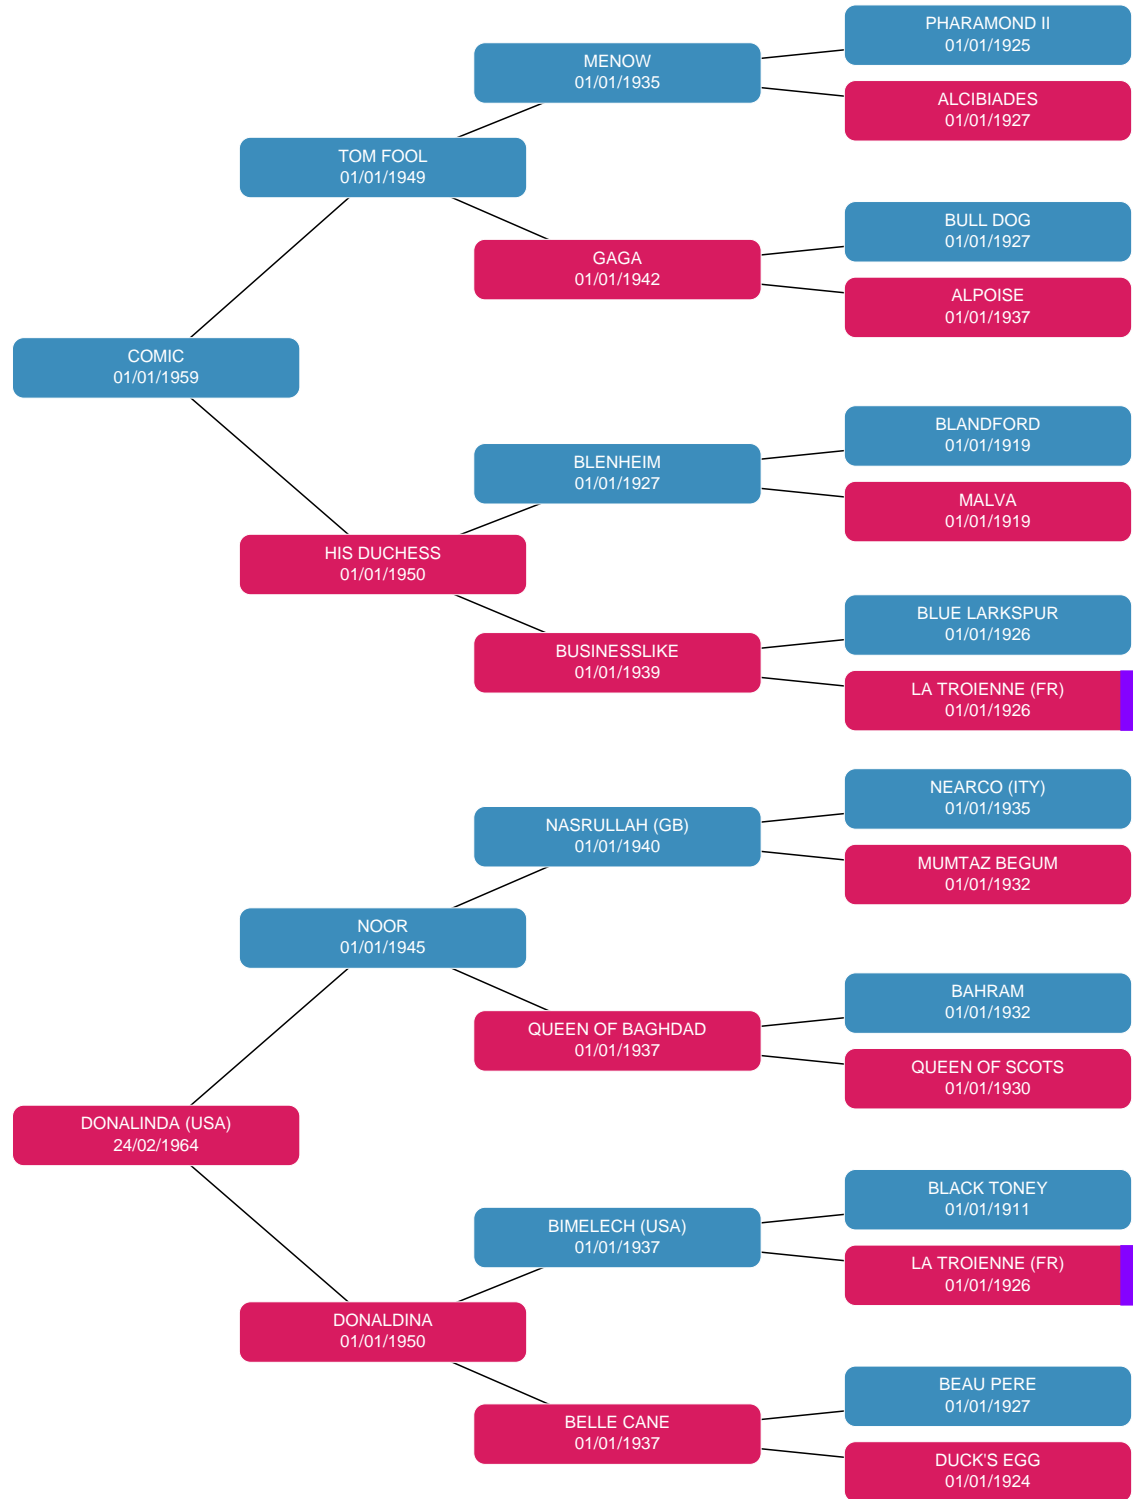 PHARAMOND II
01/01/1925
MENOW
01/01/1935
ALCIBIADES
01/01/1927
TOM FOOL
01/01/1949
BULL DOG
01/01/1927
GAGA
01/01/1942
ALPOISE
01/01/1937
COMIC
01/01/1959
BLANDFORD
01/01/1919
BLENHEIM
01/01/1927
MALVA
01/01/1919
HIS DUCHESS
01/01/1950
BLUE LARKSPUR
01/01/1926
BUSINESSLIKE
01/01/1939
LA TROIENNE (FR)
01/01/1926
NEARCO (ITY)
01/01/1935
NASRULLAH (GB)
01/01/1940
MUMTAZ BEGUM
01/01/1932
NOOR
01/01/1945
BAHRAM
01/01/1932
QUEEN OF BAGHDAD
01/01/1937
QUEEN OF SCOTS
01/01/1930
DONALINDA (USA)
24/02/1964
BLACK TONEY
01/01/1911
BIMELECH (USA)
01/01/1937
LA TROIENNE (FR)
01/01/1926
DONALDINA
01/01/1950
BEAU PERE
01/01/1927
BELLE CANE
01/01/1937
DUCK'S EGG
01/01/1924